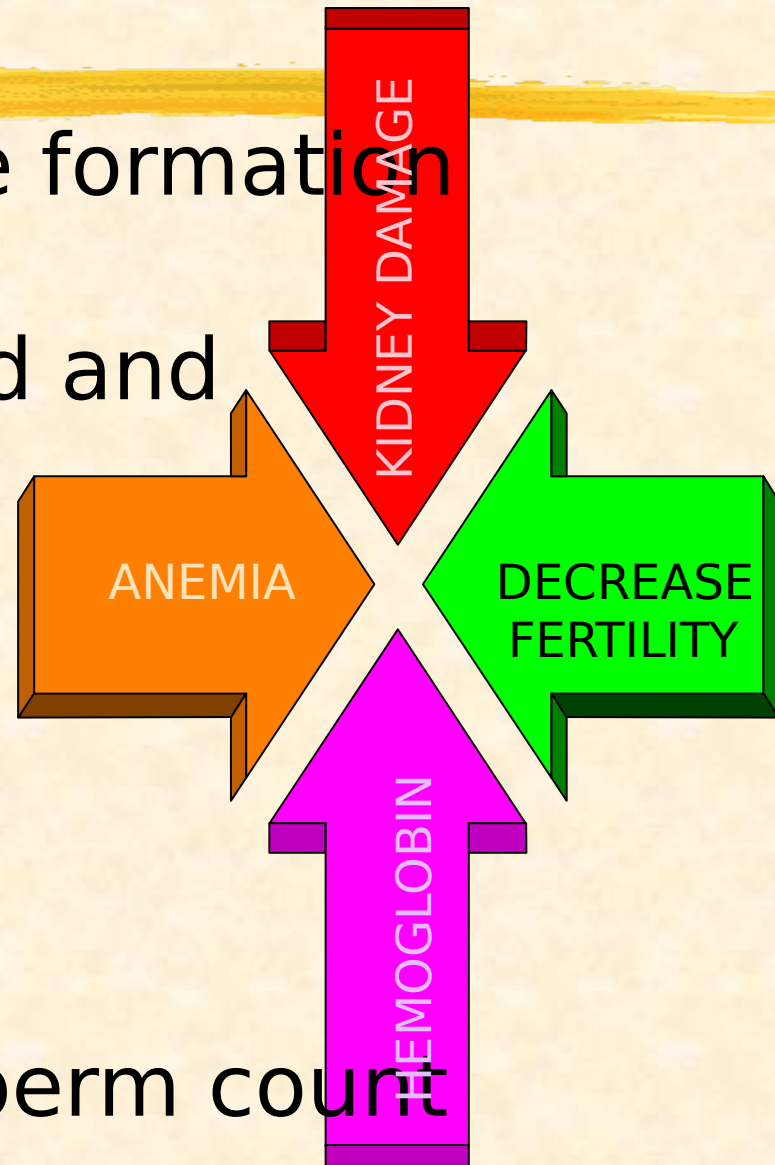 e formation
KIDNEY DAMAGE
d and
ANEMIA
DECREASE
FERTILITY
HEMOGLOBIN
perm count